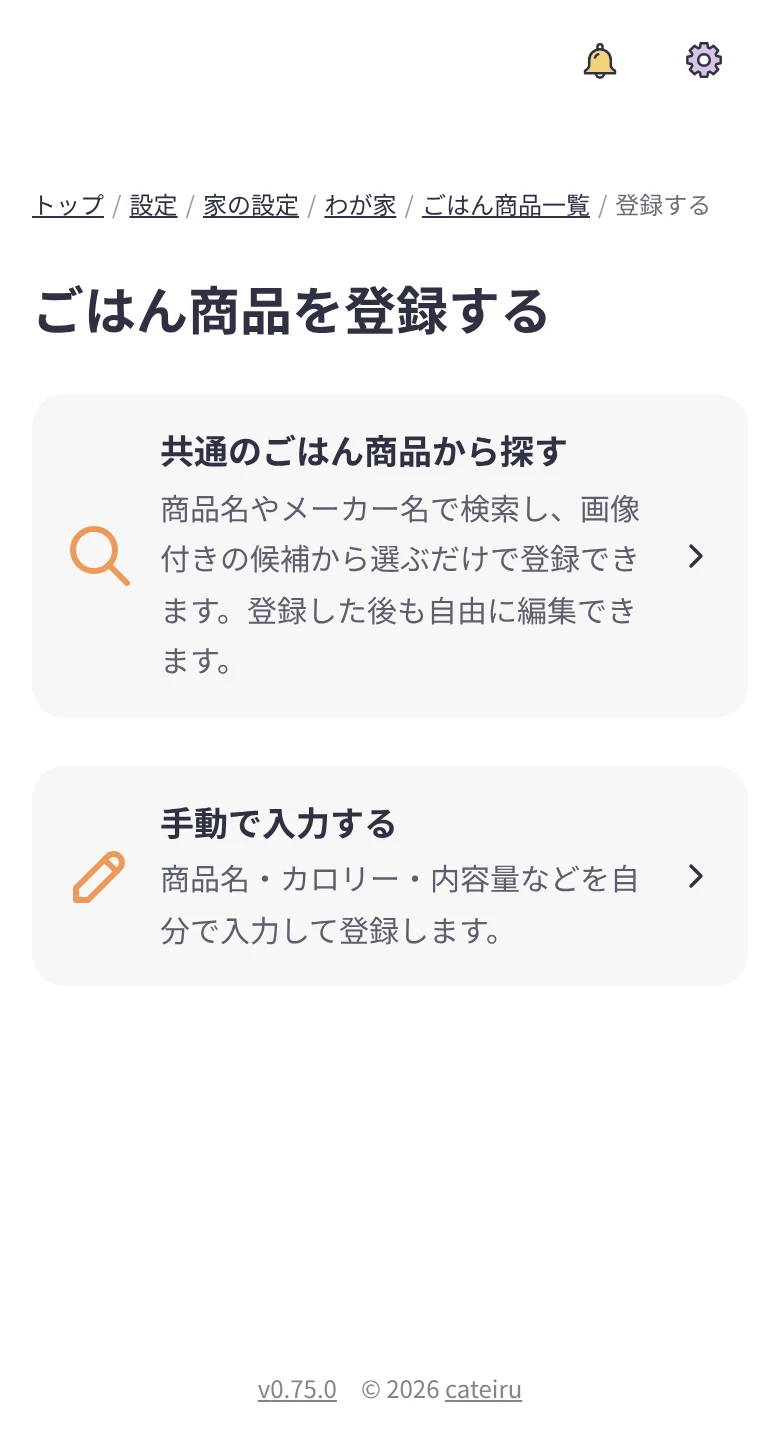 トップ / 設定 / 家の設定 / わが家 / ごはん商品一覧 / 登録する
ごはん商品を登録する
共通のごはん商品から探す
商品名やメーカー名で検索し、画像
付きの候補から選ぶだけで登録でき
ます。登録した後も自由に編集でき
ます。
手動で入力する
商品名・カロリー・内容量などを自
分で入力して登録します。
v0.75.0 © 2026 cateiru